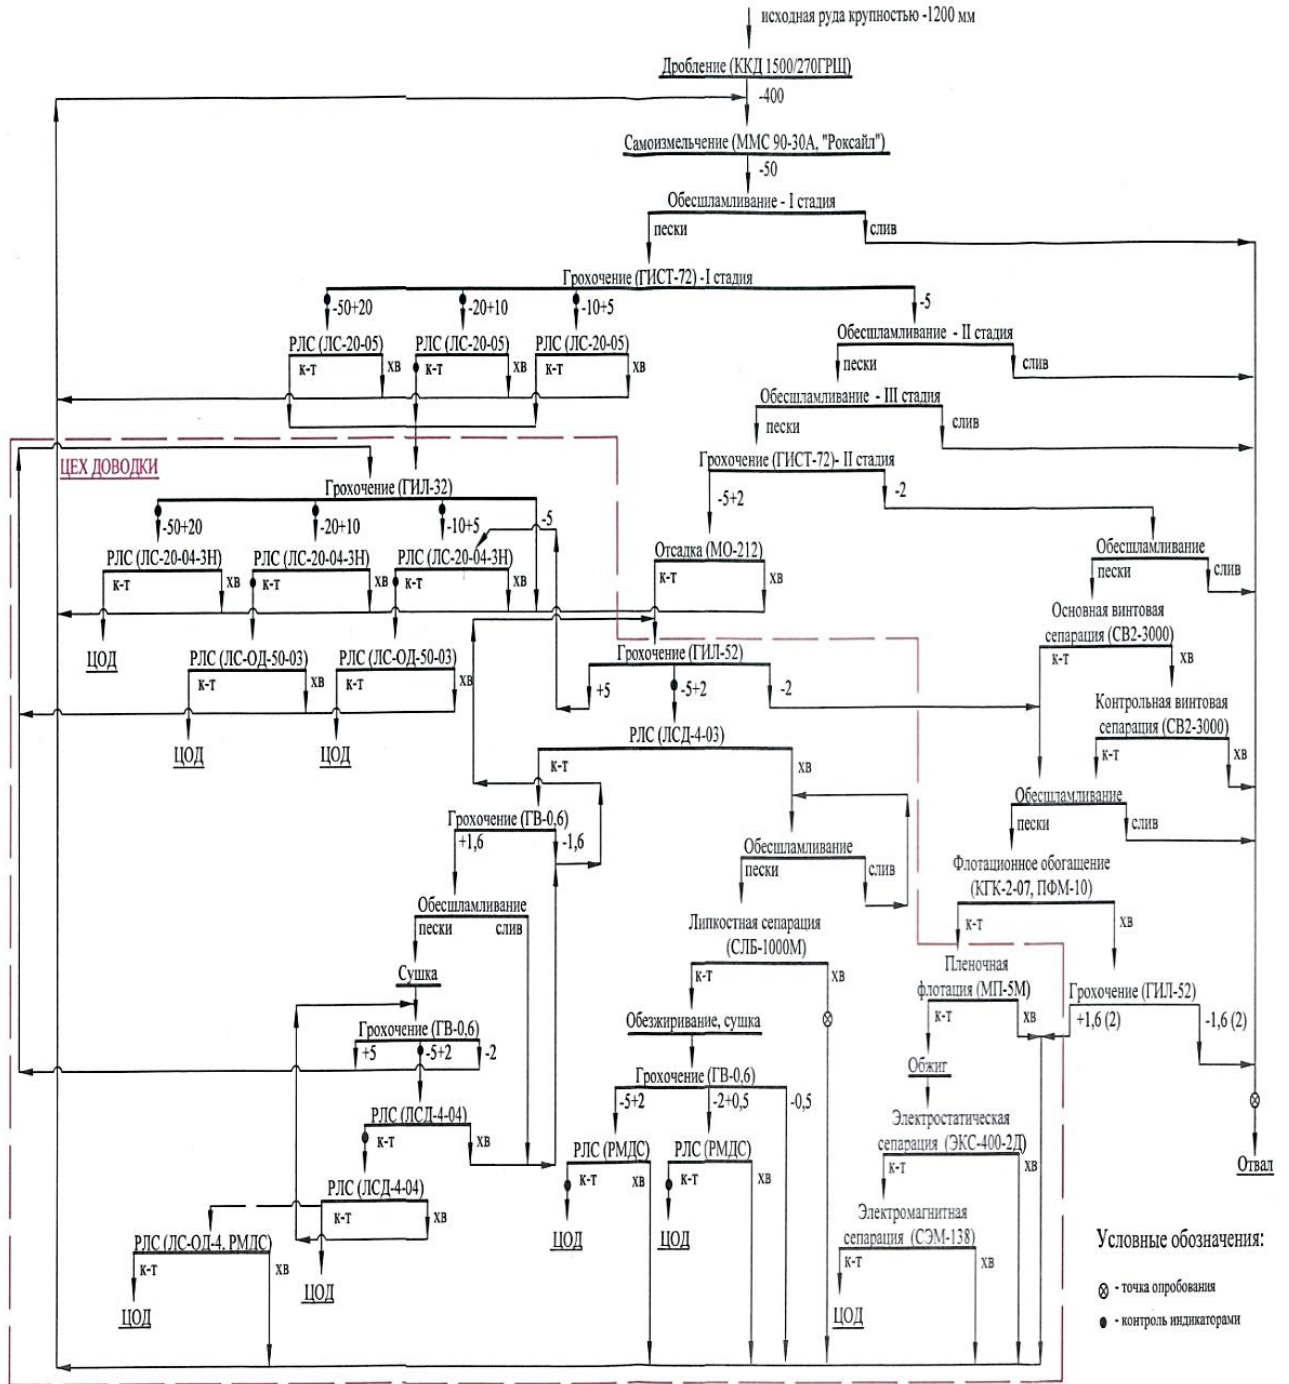 исходная руда крупностью -1200 мм
Дробление (ККД 1500/270ГРЩ)
-400
Самоизмельчение (ММС 90-30А, "Роксайл")
-50
Обесшламливание - I стадия
пески
слив
Грохочение (ГИСТ-72) -I стадия
-50+20
-20+10
-10+5
-5
РЛС (ЛС-20-05)
РЛС (ЛС-20-05)
РЛС (ЛС-20-05)
к-т
хв
к-т
хв
к-т
хв
Обесшламливание - II стадия
пески
слив
Обесшламливание - III стадия
пески
слив
ЦЕХ ДОВОДКИ
Грохочение (ГИСТ-72)- II стадия
-5+2
-2
Грохочение (ГИЛ-32)
-50+20
-20+10
-10+5
-5
РЛС (ЛС-20-04-3Н)
РЛС (ЛС-20-04-3Н)
РЛС (ЛС-20-04-3Н)
к-т
хв
к-т
хв
к-т
хв
Отсадка (МО-212)
к-т
хв
Обесшламливание
пески
слив
Основная винтовая
сепарация (СВ2-3000)
к-т
хв
ЦОД
РЛС (ЛС-ОД-50-03)
РЛС (ЛС-ОД-50-03)
к-т
хв
к-т
хв
ЦОД
ЦОД
Грохочение (ГИЛ-52)
+5
-5+2
-2
Контрольная винтовая
сепарация (СВ2-3000)
к-т
хв
РЛС (ЛСД-4-03)
к-т
хв
Обесшламливание
пески
слив
Грохочение (ГВ-0,6)
+1,6
-1,6
Обесшламливание
пески
слив
Флотационное обогащение
(КГК-2-07, ПФМ-10)
к-т
хв
Обесшламливание
пески
слив
Липкостная сепарация
(СЛБ-1000М)
к-т
хв
Сушка
Пленочная
флотация (МП-5М)
к-т
хв
Грохочение (ГИЛ-52)
+1,6 (2)
-1,6 (2)
Грохочение (ГВ-0,6)
+5
-5+2
-2
Обезжиривание, сушка
Обжиг
Грохочение (ГВ-0,6)
-5+2
-2+0,5
-0,5
РЛС (ЛСД-4-04)
к-т
хв
Электростатическая
сепарация (ЭКС-400-2Д)
к-т
хв
РЛС (РМДС)
РЛС (РМДС)
к-т
хв
к-т
хв
Отвал
РЛС (ЛСД-4-04)
к-т
хв
Электромагнитная
сепарация (СЭМ-138)
к-т
хв
ЦОД
ЦОД
РЛС (ЛС-ОД-4. РМДС)
к-т
хв
ЦОД
ЦОД
ЦОД
Условные обозначения:
- точка опробования
- контроль индикаторами